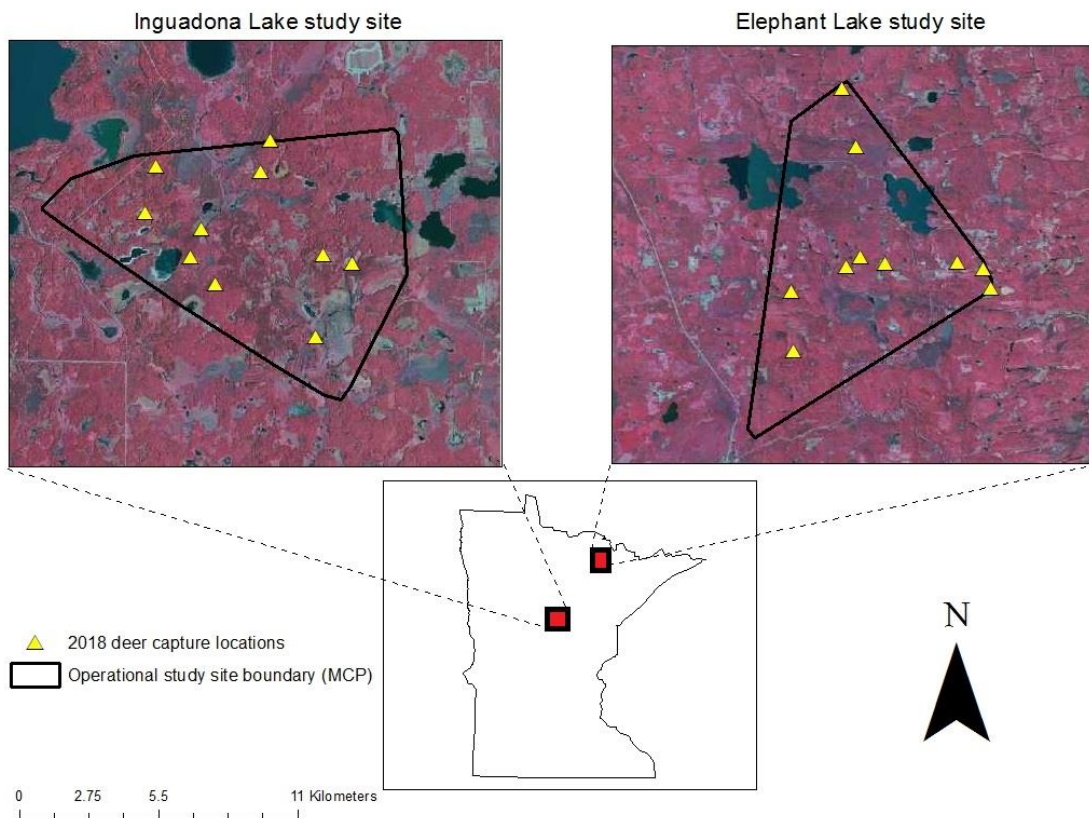 Inguadona Lake study site
Elephant Lake study site
2018 deer capture locations
Operational study site boundary (MCP)
N
0 2.75 5.5 11 Kilometers